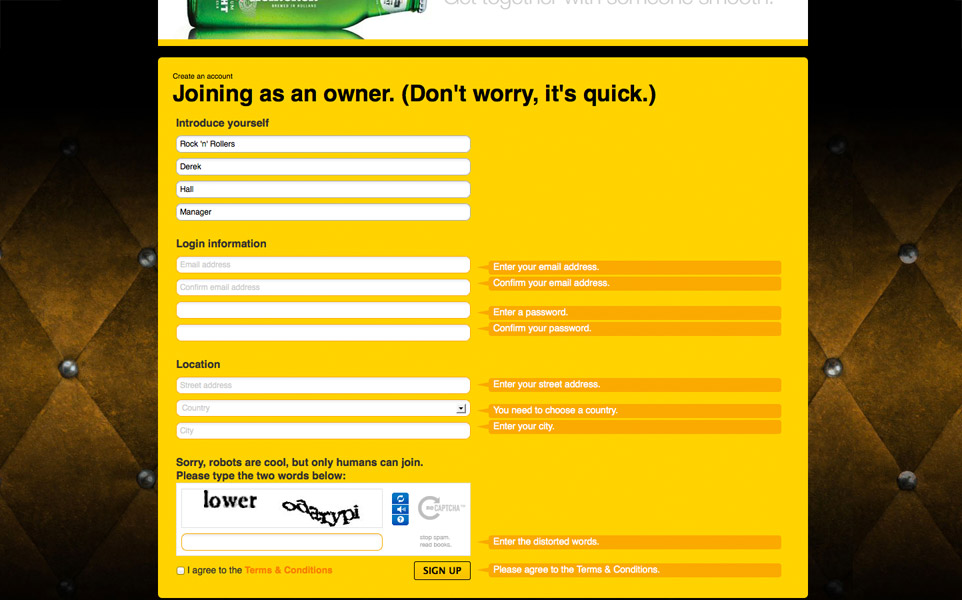 BREWED IN HOLLAND
Get together with someone smooth.
Create an account
Joining as an owner. (Don't worry, it's quick.)
Introduce yourself
Rock 'n' Rollers
Derek
Hall
Manager
Login information
Email address
Enter your email address.
Confirm email address
Confirm your email address.
Enter a password.
Confirm your password.
Location
Street address
Enter your street address.
Country
You need to choose a country.
City
Enter your city.
Sorry, robots are cool, but only humans can join.
Please type the two words below:
lower odarypi
CAPTCHA™
stop spam.
read books.
Enter the distorted words.
I agree to the Terms & Conditions
SIGN UP
Please agree to the Terms & Conditions.